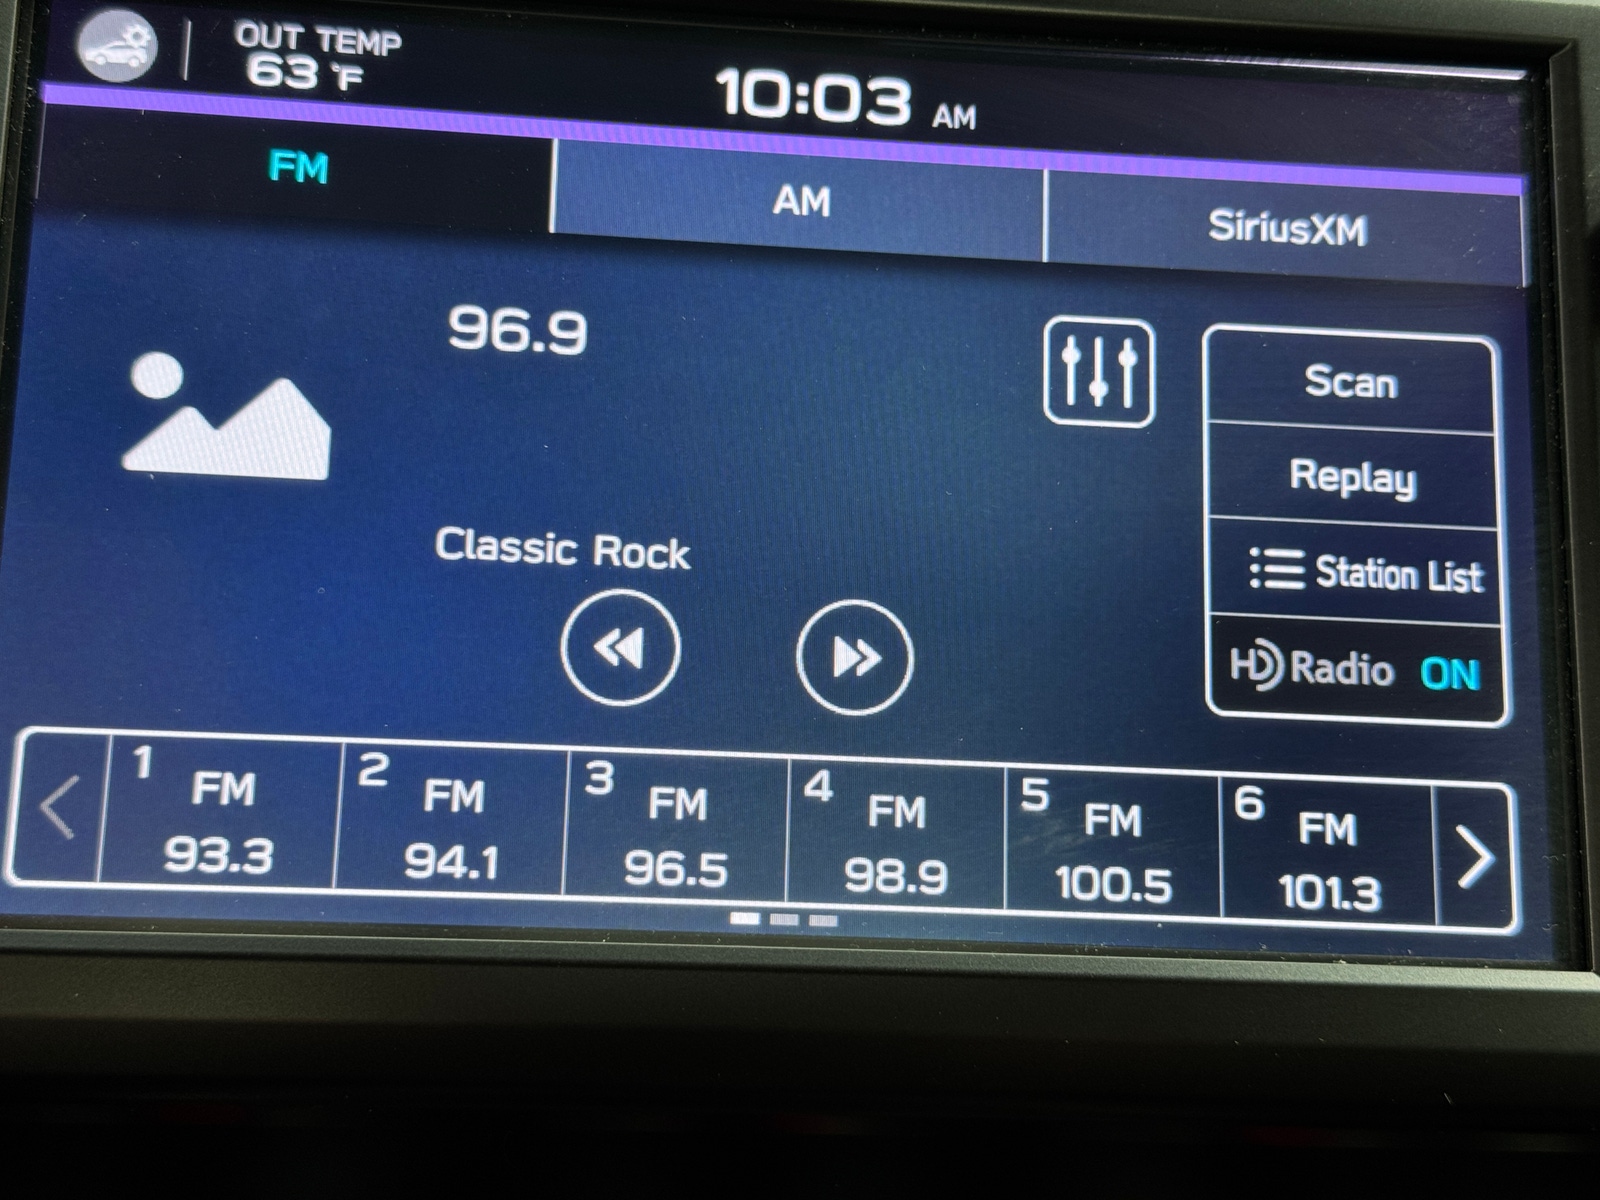 OUT TEMP
63 °F
10:03 AM
FM
AM
SiriusXM
96.9
Scan
Replay
Classic Rock
Station List
HD Radio ON
1 FM
93.3
2 FM
94.1
3 FM
96.5
4 FM
98.9
5 FM
100.5
6 FM
101.3